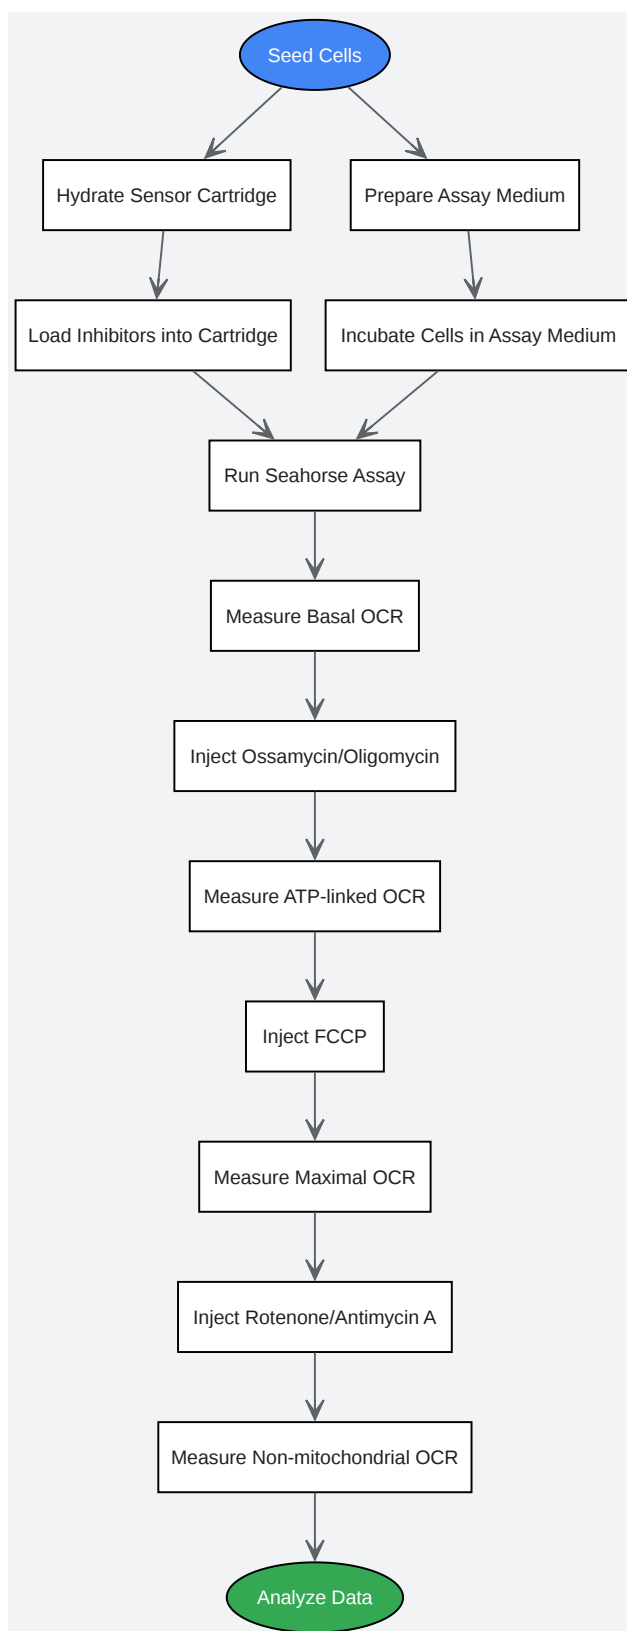 Seed Cells
Hydrate Sensor Cartridge
Prepare Assay Medium
Load Inhibitors into Cartridge
Incubate Cells in Assay Medium
Run Seahorse Assay
Measure Basal OCR
Inject Ossamycin/Oligomycin
Measure ATP-linked OCR
Inject FCCP
Measure Maximal OCR
Inject Rotenone/Antimycin A
Measure Non-mitochondrial OCR
Analyze Data